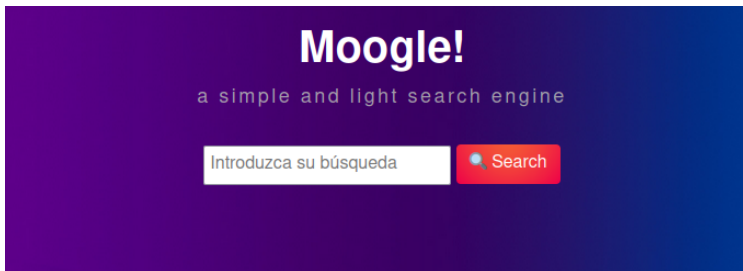 Moogle!
a simple and light search engine
Introduzca su búsqueda
Search